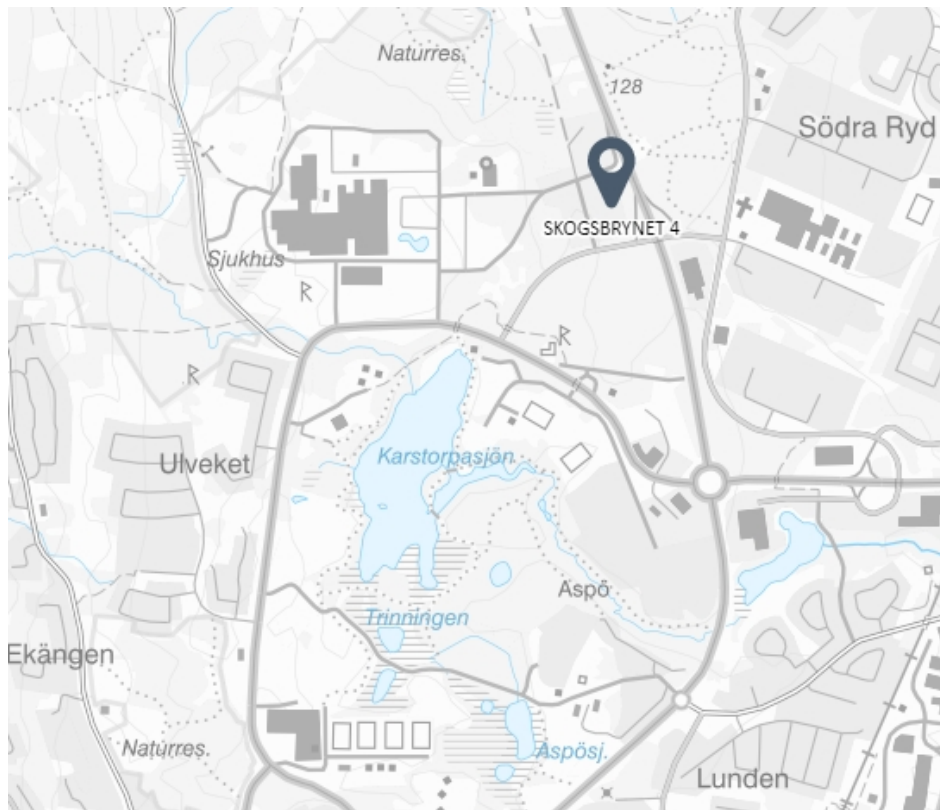 Naturres.
128
Södra Ryd
SKOGSBRYNET 4
Sjukhus
R
R
R
Karstorpasjön
Ulveket
Aspö
Trinningen
Ekängen
Naturres.
Aspösj.
Lunden